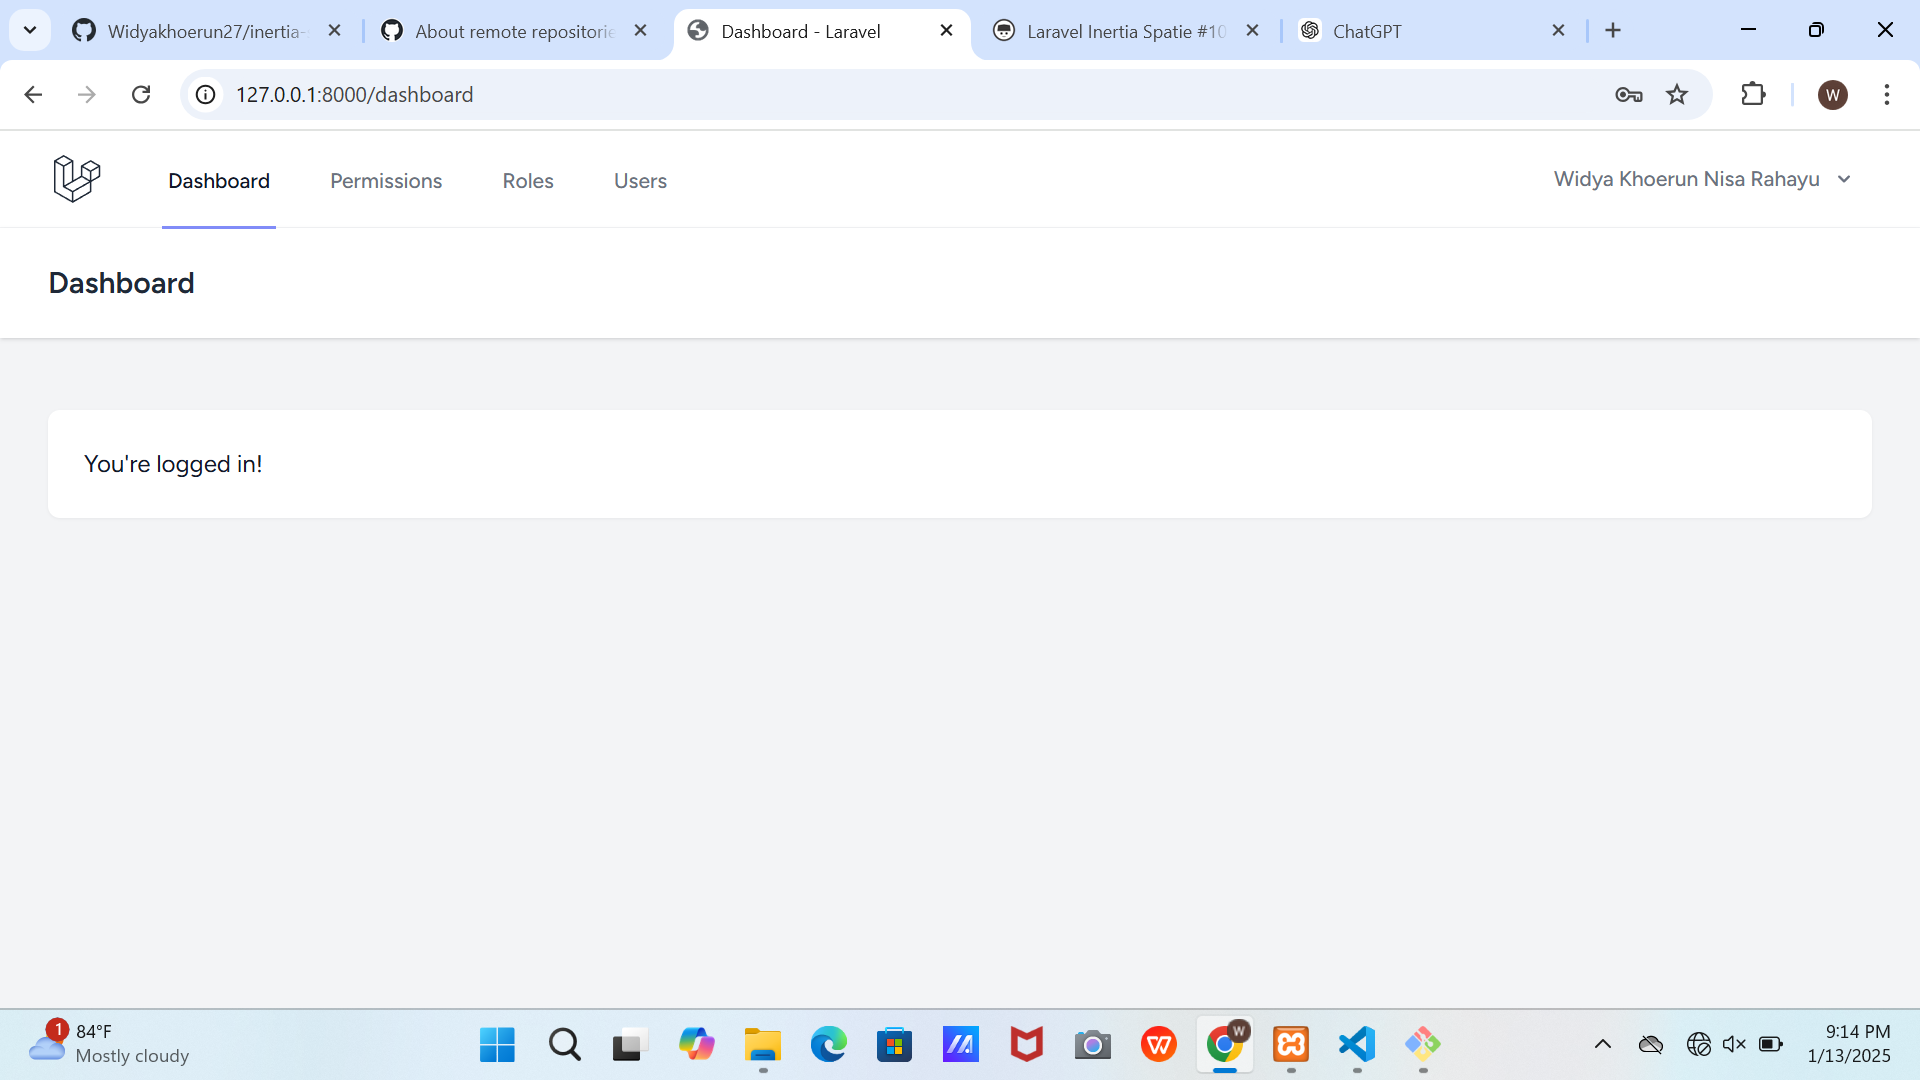 Widyakhoerun27/inertia-
About remote repositorie
Dashboard - Laravel
Laravel Inertia Spatie #10
ChatGPT
127.0.0.1:8000/dashboard
W
Dashboard
Permissions
Roles
Users
Widya Khoerun Nisa Rahayu
Dashboard
You're logged in!
1
84°F
Mostly cloudy
W
9:14 PM
1/13/2025